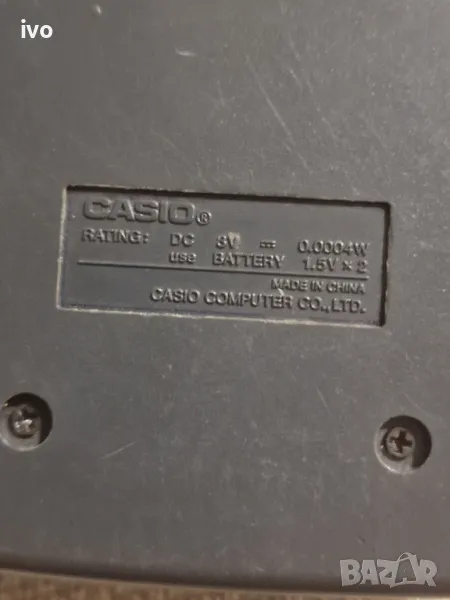 ivo
CASIO®
RATING: DC 3V ⎓ 0.0004W
use BATTERY 1.5V × 2
MADE IN CHINA
CASIO COMPUTER CO.,LTD.
BAZAR